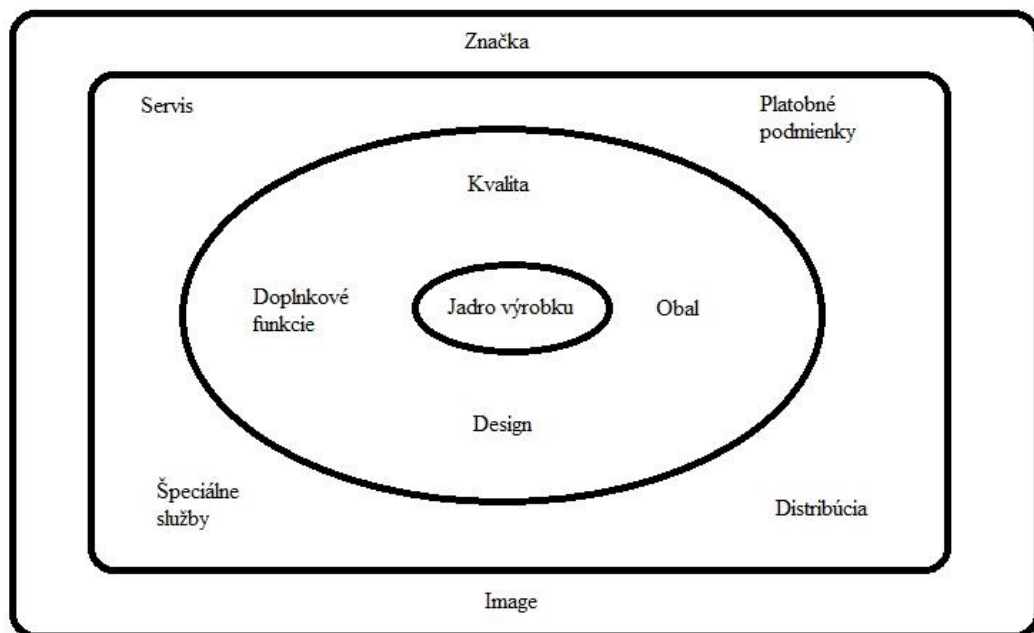 Značka
Servis
Platobné
podmienky
Kvalita
Doplnkové
funkcie
Jadro výrobku
Obal
Design
Špeciálne
služby
Distribúcia
Image